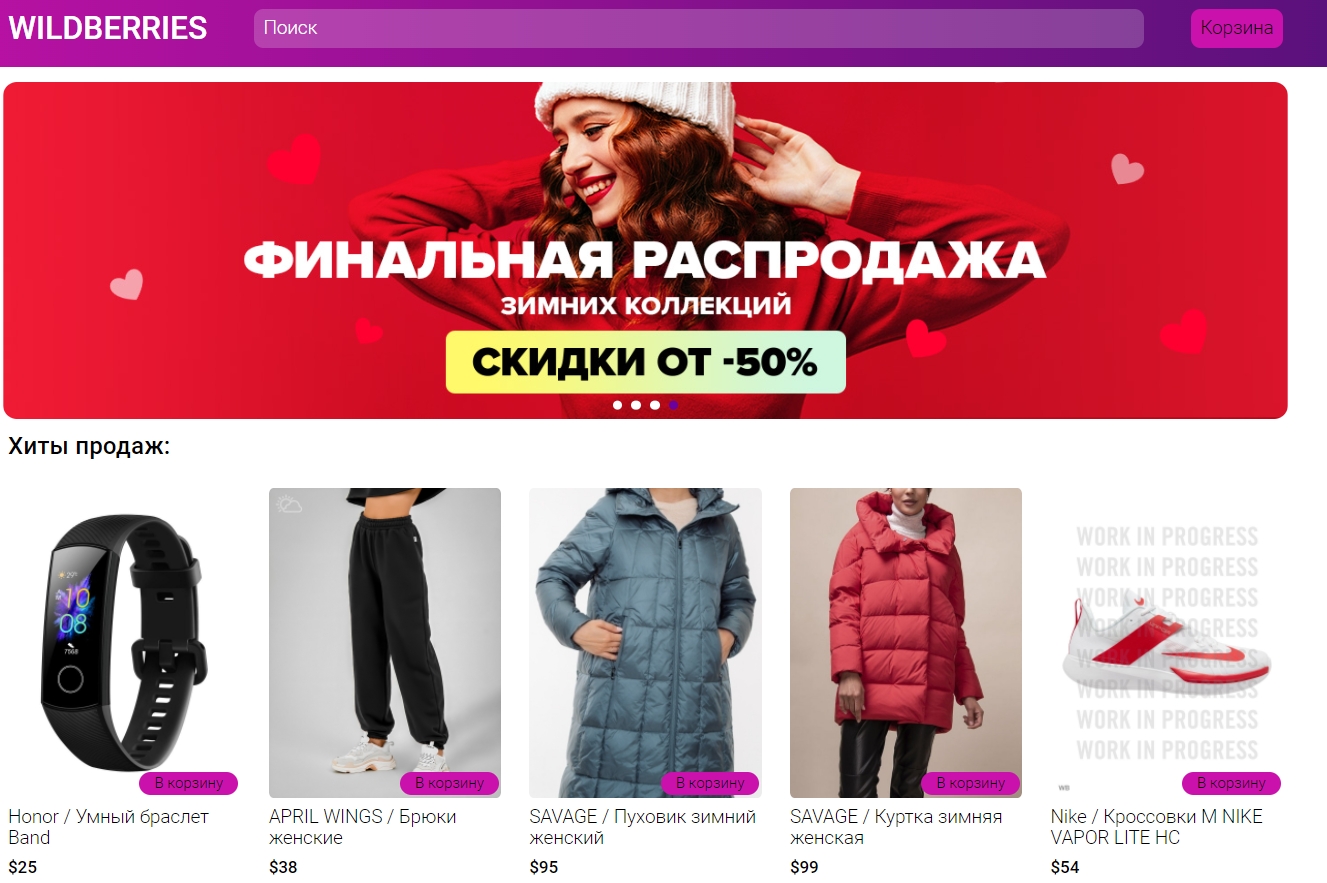 WILDBERRIES
Поиск
Корзина
ФИНАЛЬНАЯ РАСПРОДАЖА
ЗИМНИХ КОЛЛЕКЦИЙ
СКИДКИ ОТ -50%
Хиты продаж:
29°
10
08
7568
WORK IN PROGRESS
WORK IN PROGRESS
WORK IN PROGRESS
WORK IN PROGRESS
WORK IN PROGRESS
WORK IN PROGRESS
WORK IN PROGRESS
WORK IN PROGRESS
WB
В корзину
В корзину
В корзину
В корзину
В корзину
Honor / Умный браслет
Band
$25
APRIL WINGS / Брюки
женские
$38
SAVAGE / Пуховик зимний
женский
$95
SAVAGE / Куртка зимняя
женская
$99
Nike / Кроссовки M NIKE
VAPOR LITE HC
$54